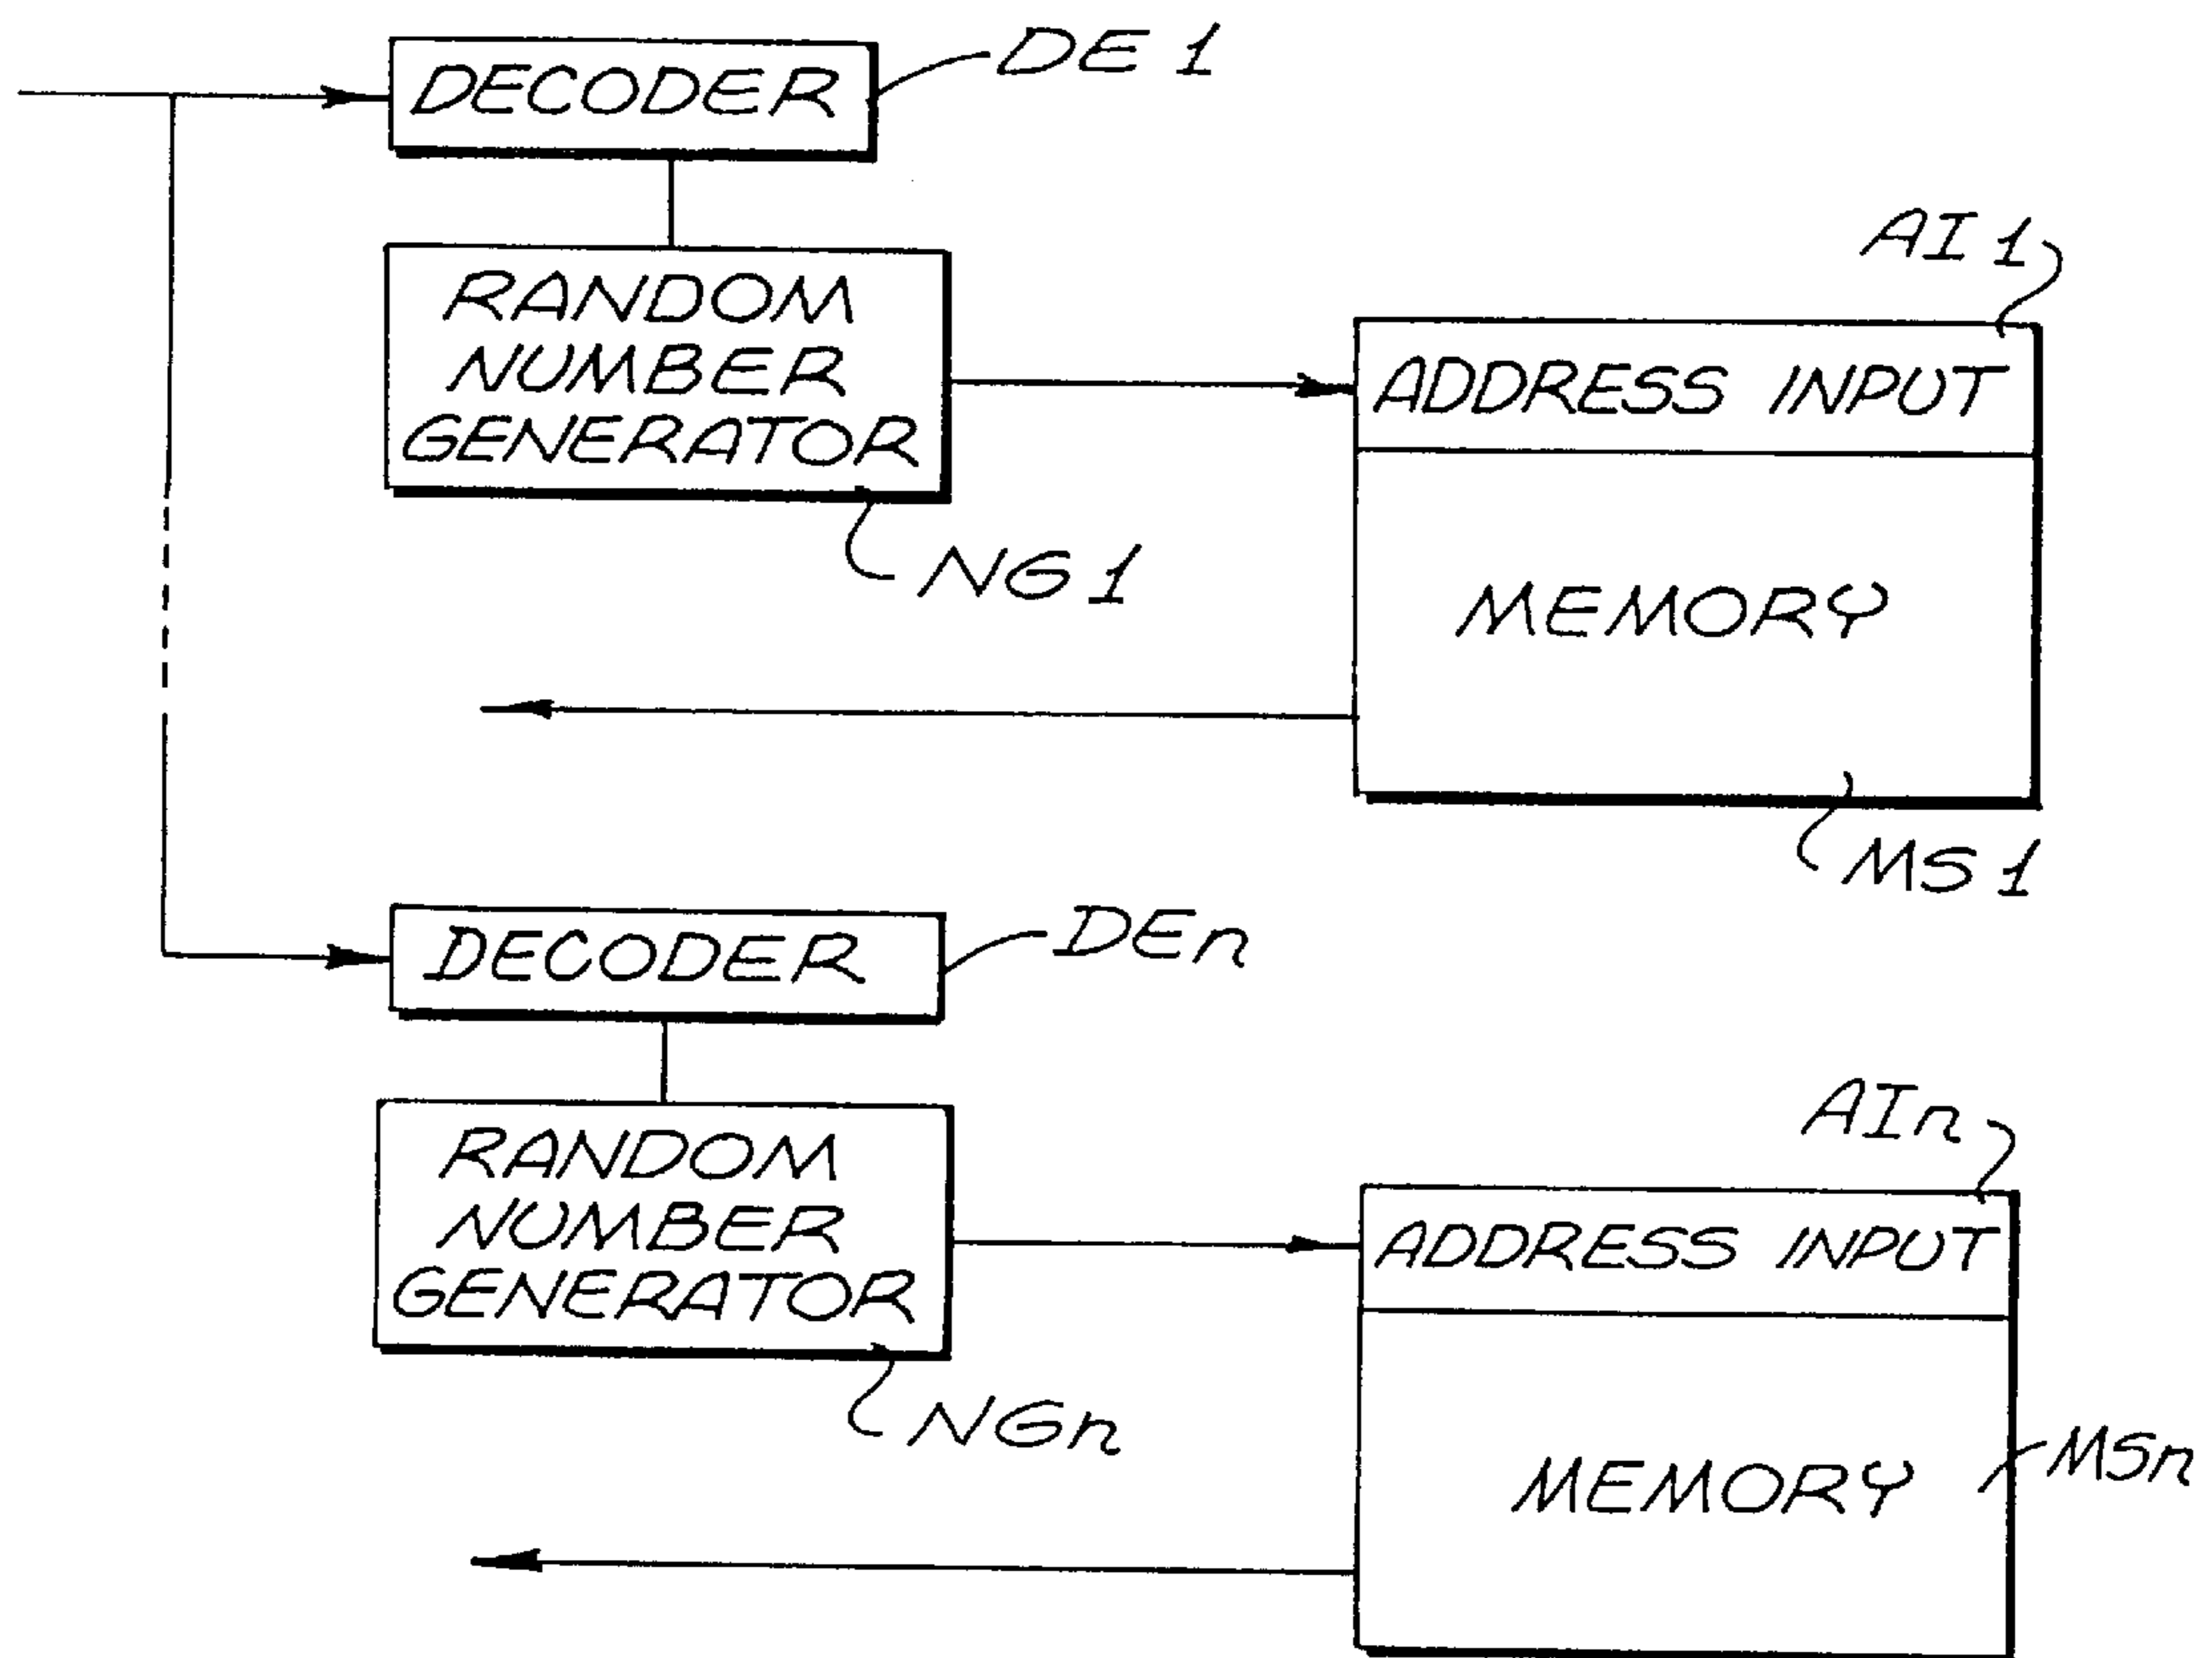 DECODER
DE 1
RANDOM
NUMBER
GENERATOR
NG 1
AI 1
ADDRESS INPUT
MEMORY
MS 1
DECODER
DEn
RANDOM
NUMBER
GENERATOR
NGn
AIn
ADDRESS INPUT
MEMORY
MSn